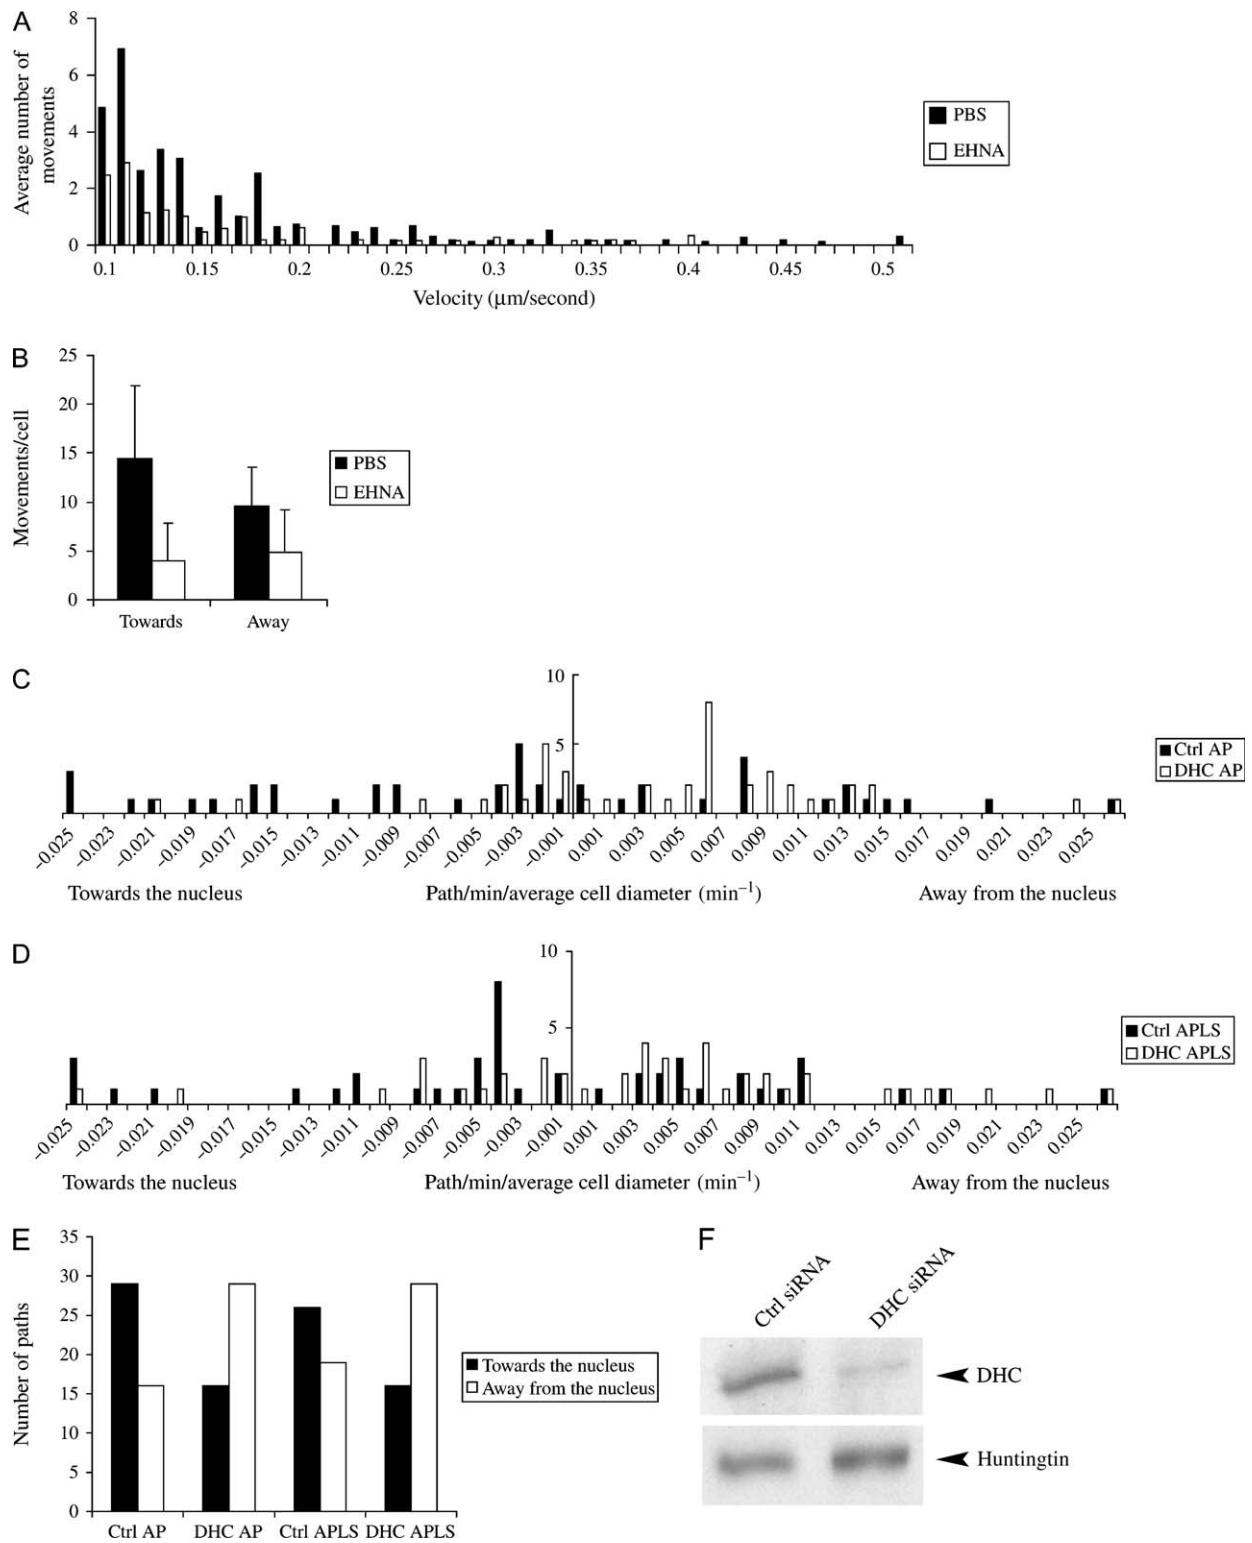 A
8
6
4
2
0
Average number of
movements
0.1 0.15 0.2 0.25 0.3 0.35 0.4 0.45 0.5
Velocity (μm/second)
PBS
EHNA
B
25
20
15
10
5
0
Movements/cell
Towards Away
PBS
EHNA
C
10
5
−0.025 −0.023 −0.021 −0.019 −0.017 −0.015 −0.013 −0.011 −0.009 −0.007 −0.005 −0.003 −0.001 0.001 0.003 0.005 0.007 0.009 0.011 0.013 0.015 0.017 0.019 0.021 0.023 0.025
Towards the nucleus Path/min/average cell diameter (min⁻¹) Away from the nucleus
Ctrl AP
DHC AP
D
10
5
−0.025 −0.023 −0.021 −0.019 −0.017 −0.015 −0.013 −0.011 −0.009 −0.007 −0.005 −0.003 −0.001 0.001 0.003 0.005 0.007 0.009 0.011 0.013 0.015 0.017 0.019 0.021 0.023 0.025
Towards the nucleus Path/min/average cell diameter (min⁻¹) Away from the nucleus
Ctrl APLS
DHC APLS
E
35
30
25
20
15
10
5
0
Number of paths
Ctrl AP DHC AP Ctrl APLS DHC APLS
Towards the nucleus
Away from the nucleus
F
Ctrl siRNA
DHC siRNA
DHC
Huntingtin